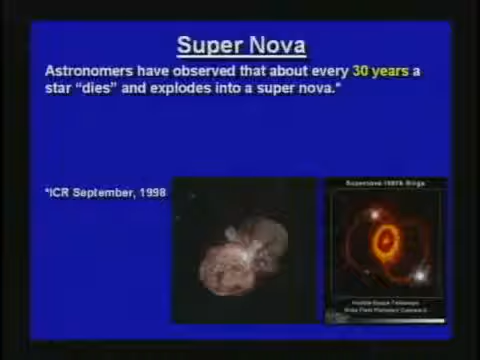 Super Nova
Astronomers have observed that about every 30 years a
star “dies” and explodes into a super nova.*
*ICR September, 1998
Supernova 1987A Rings
Hubble Space Telescope
Wide Field Planetary Camera 2